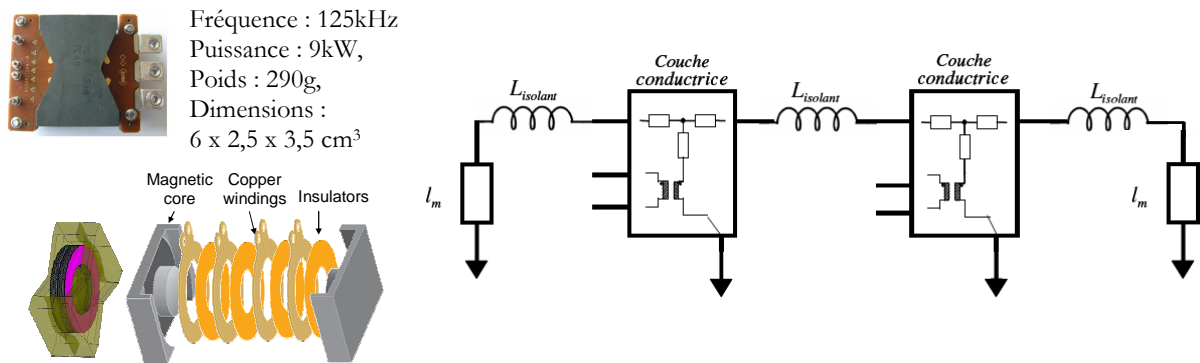 Fréquence : 125kHz
Puissance : 9kW,
Poids : 290g,
Dimensions :
6 x 2,5 x 3,5 cm³
Magnetic
core
Copper
windings
Insulators
Couche
conductrice
Couche
conductrice
L_isolant
L_isolant
L_isolant
l_m
l_m